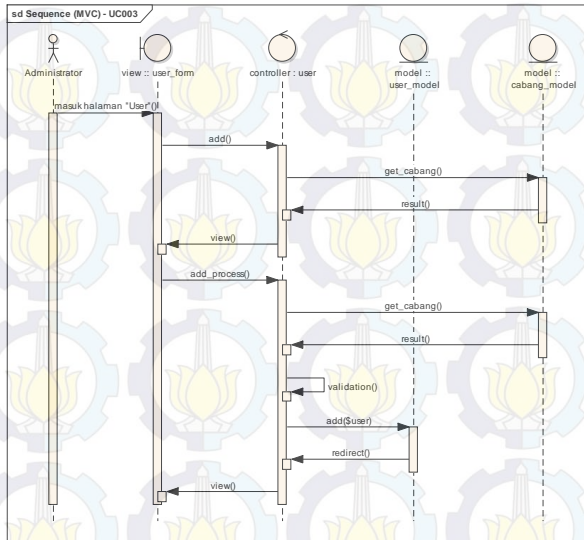 sd Sequence (MVC) - UC003
Administrator
view :: user_form
controller : user
model ::
user_model
model ::
cabang_model
masuk halaman "User"()
add()
get_cabang()
result()
view()
add_process()
get_cabang()
result()
validation()
add($user)
redirect()
view()